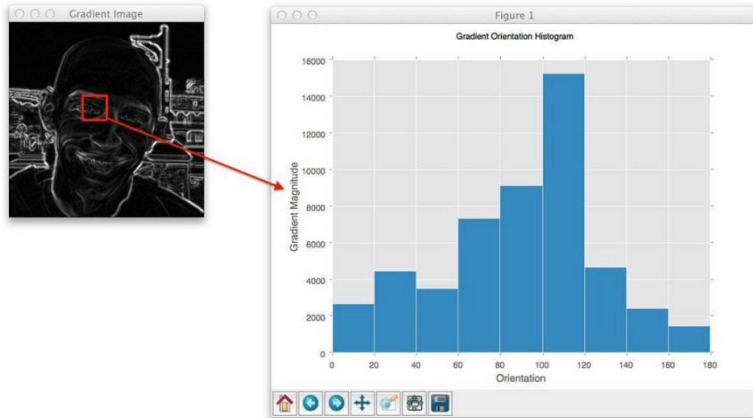 Gradient Image
Figure 1
Gradient Orientation Histogram
16000
14000
12000
10000
8000
6000
4000
2000
0
Gradient Magnitude
0 20 40 60 80 100 120 140 160 180
Orientation